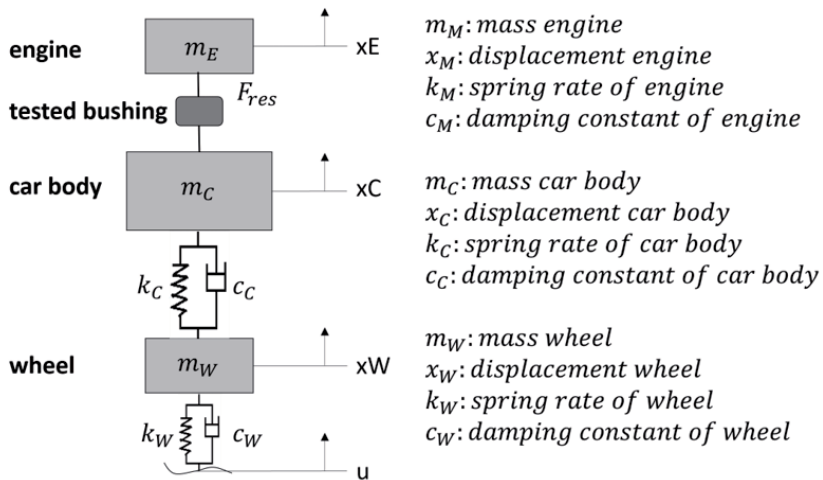 engine
m_E
xE
F_res
tested bushing
car body
m_C
xC
k_C
c_C
wheel
m_W
xW
k_W
c_W
u
m_M: mass engine
x_M: displacement engine
k_M: spring rate of engine
c_M: damping constant of engine
m_C: mass car body
x_C: displacement car body
k_C: spring rate of car body
c_C: damping constant of car body
m_W: mass wheel
x_W: displacement wheel
k_W: spring rate of wheel
c_W: damping constant of wheel